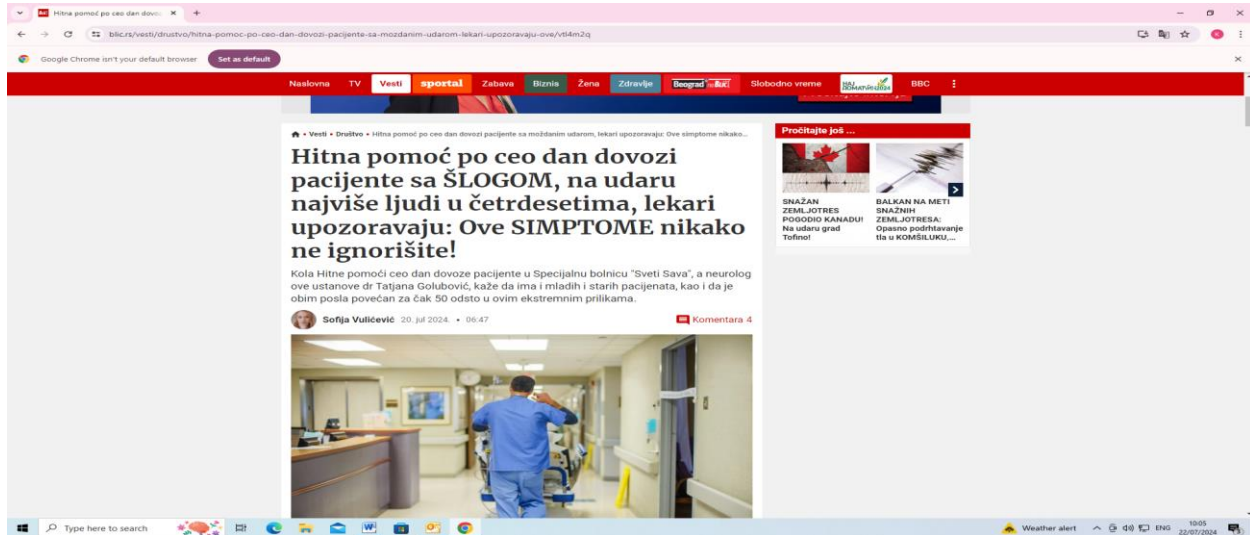 Hitna pomoć po ceo dan dovoz
blic.rs/vesti/drustvo/hitna-pomoc-po-ceo-dan-dovozi-pacijente-sa-mozdanim-udarom-lekari-upozoravaju-ove/vtl4m2q
Google Chrome isn't your default browser Set as default
Naslovna TV Vesti sportal Zabava Biznis Žena Zdravlje Beograd Slobodno vreme BBC
Vesti • Društvo • Hitna pomoć po ceo dan dovozi pacijente sa moždanim udarom, lekari upozoravaju: Ove simptome nikako...
Hitna pomoć po ceo dan dovozi
pacijente sa ŠLOGOM, na udaru
najviše ljudi u četrdesetima, lekari
upozoravaju: Ove SIMPTOME nikako
ne ignorišite!
Kola Hitne pomoći ceo dan dovoze pacijente u Specijalnu bolnicu "Sveti Sava", a neurolog
ove ustanove dr Tatjana Golubović, kaže da ima i mladih i starih pacijenata, kao i da je
obim posla povećan za čak 50 odsto u ovim ekstremnim prilikama.
Sofija Vulićević 20. jul 2024. • 06:47
Komentara 4
Pročitajte još ...
SNAŽAN
ZEMLJOTRES
POGODIO KANADU!
Na udaru grad
Tofino!
BALKAN NA METI
SNAŽNIH
ZEMLJOTRESA:
Opasno podrhtavanje
tla u KOMŠILUKU,...
Type here to search
Weather alert
ENG
10:05
22/07/2024